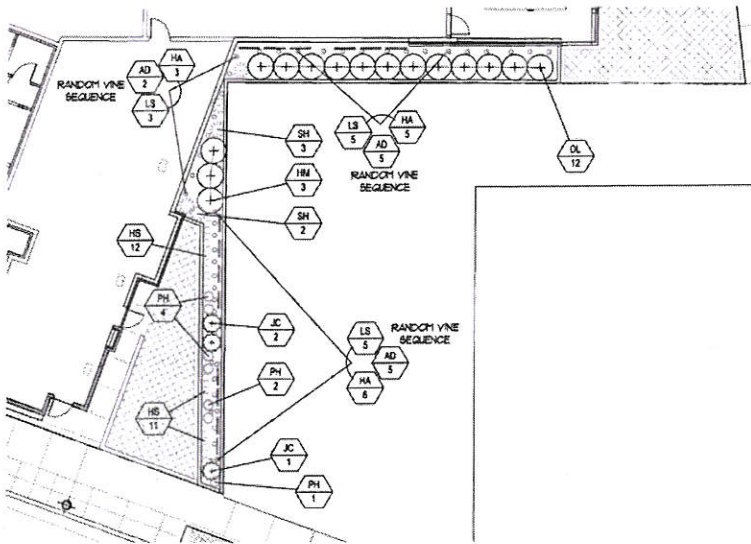 HA
3
AD
2
RANDOM VINE
SEQUENCE
LS
3
SH
3
LS
5
HA
5
AD
5
OL
12
RANDOM VINE
SEQUENCE
HM
3
SH
2
HS
12
PH
4
JC
2
LS
5
RANDOM VINE
SEQUENCE
AD
5
PH
2
HA
HS
11
JC
1
PH
1